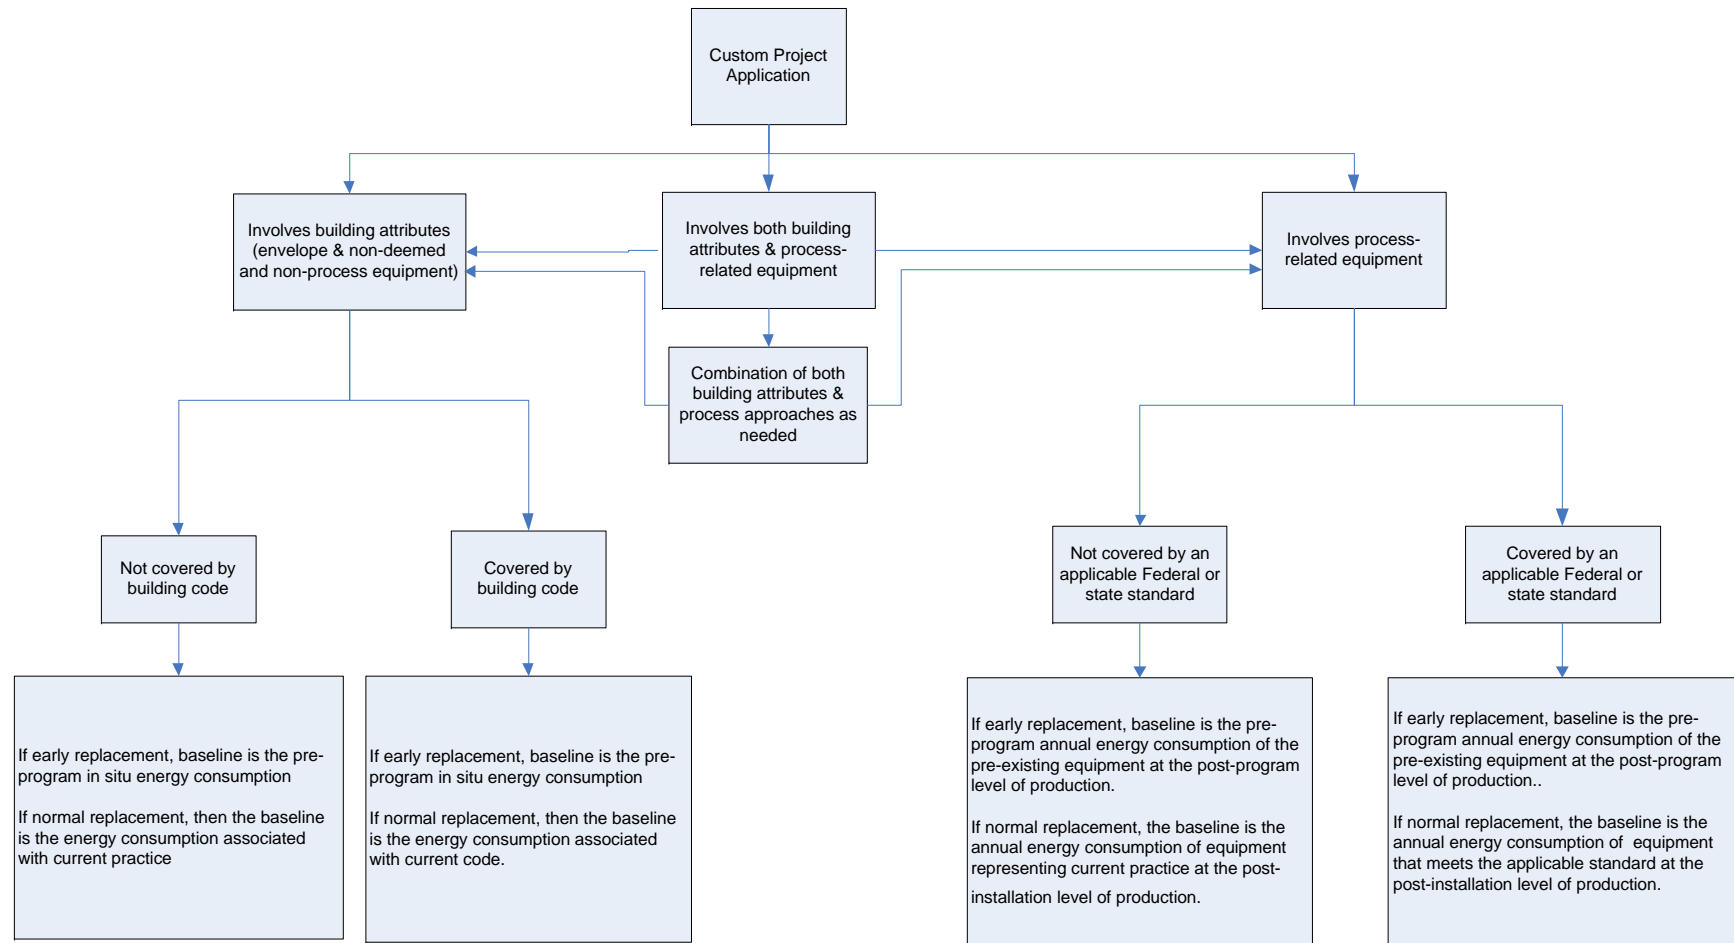 Custom Project
Application
Involves building attributes
(envelope & non-deemed
and non-process equipment)
Involves both building
attributes & process-
related equipment
Involves process-
related equipment
Combination of both
building attributes &
process approaches as
needed
Not covered by
building code
Covered by
building code
Not covered by an
applicable Federal or
state standard
Covered by an
applicable Federal or
state standard
If early replacement, baseline is the pre-
program in situ energy consumption
If normal replacement, then the baseline
is the energy consumption associated
with current practice
If early replacement, baseline is the pre-
program in situ energy consumption
If normal replacement, then the baseline
is the energy consumption associated
with current code.
If early replacement, baseline is the pre-
program annual energy consumption of the
pre-existing equipment at the post-program
level of production.
If normal replacement, the baseline is the
annual energy consumption of equipment
representing current practice at the post-
installation level of production.
If early replacement, baseline is the pre-
program annual energy consumption of the
pre-existing equipment at the post-program
level of production..
If normal replacement, the baseline is the
annual energy consumption of  equipment
that meets the applicable standard at the
post-installation level of production.